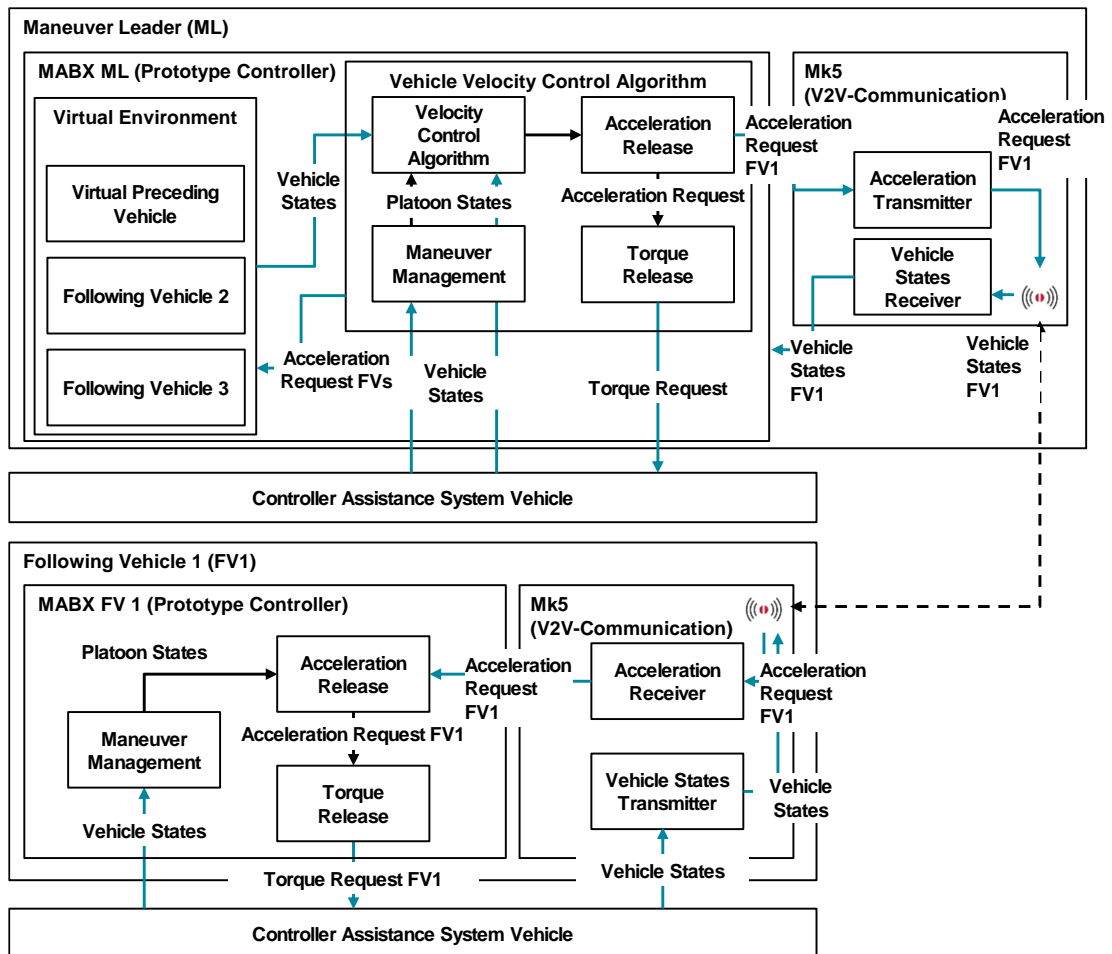 Maneuver Leader (ML)
MABX ML (Prototype Controller)
Virtual Environment
Virtual Preceding
Vehicle
Following Vehicle 2
Following Vehicle 3
Vehicle
States
Acceleration
Request FVs
Vehicle Velocity Control Algorithm
Velocity
Control
Algorithm
Acceleration
Release
Platoon States
Acceleration Request
Maneuver
Management
Torque
Release
Vehicle
States
Torque Request
Acceleration
Request
FV1
Mk5
(V2V-Communication)
Acceleration
Request
FV1
Acceleration
Transmitter
Vehicle
States
Receiver
Vehicle
States
FV1
Vehicle
States
FV1
Controller Assistance System Vehicle
Following Vehicle 1 (FV1)
MABX FV 1 (Prototype Controller)
Platoon States
Acceleration
Release
Acceleration Request FV1
Maneuver
Management
Torque
Release
Vehicle States
Torque Request FV1
Acceleration
Request
FV1
Mk5
(V2V-Communication)
Acceleration
Receiver
Acceleration
Request
FV1
Vehicle States
Transmitter
Vehicle
States
Vehicle States
Controller Assistance System Vehicle